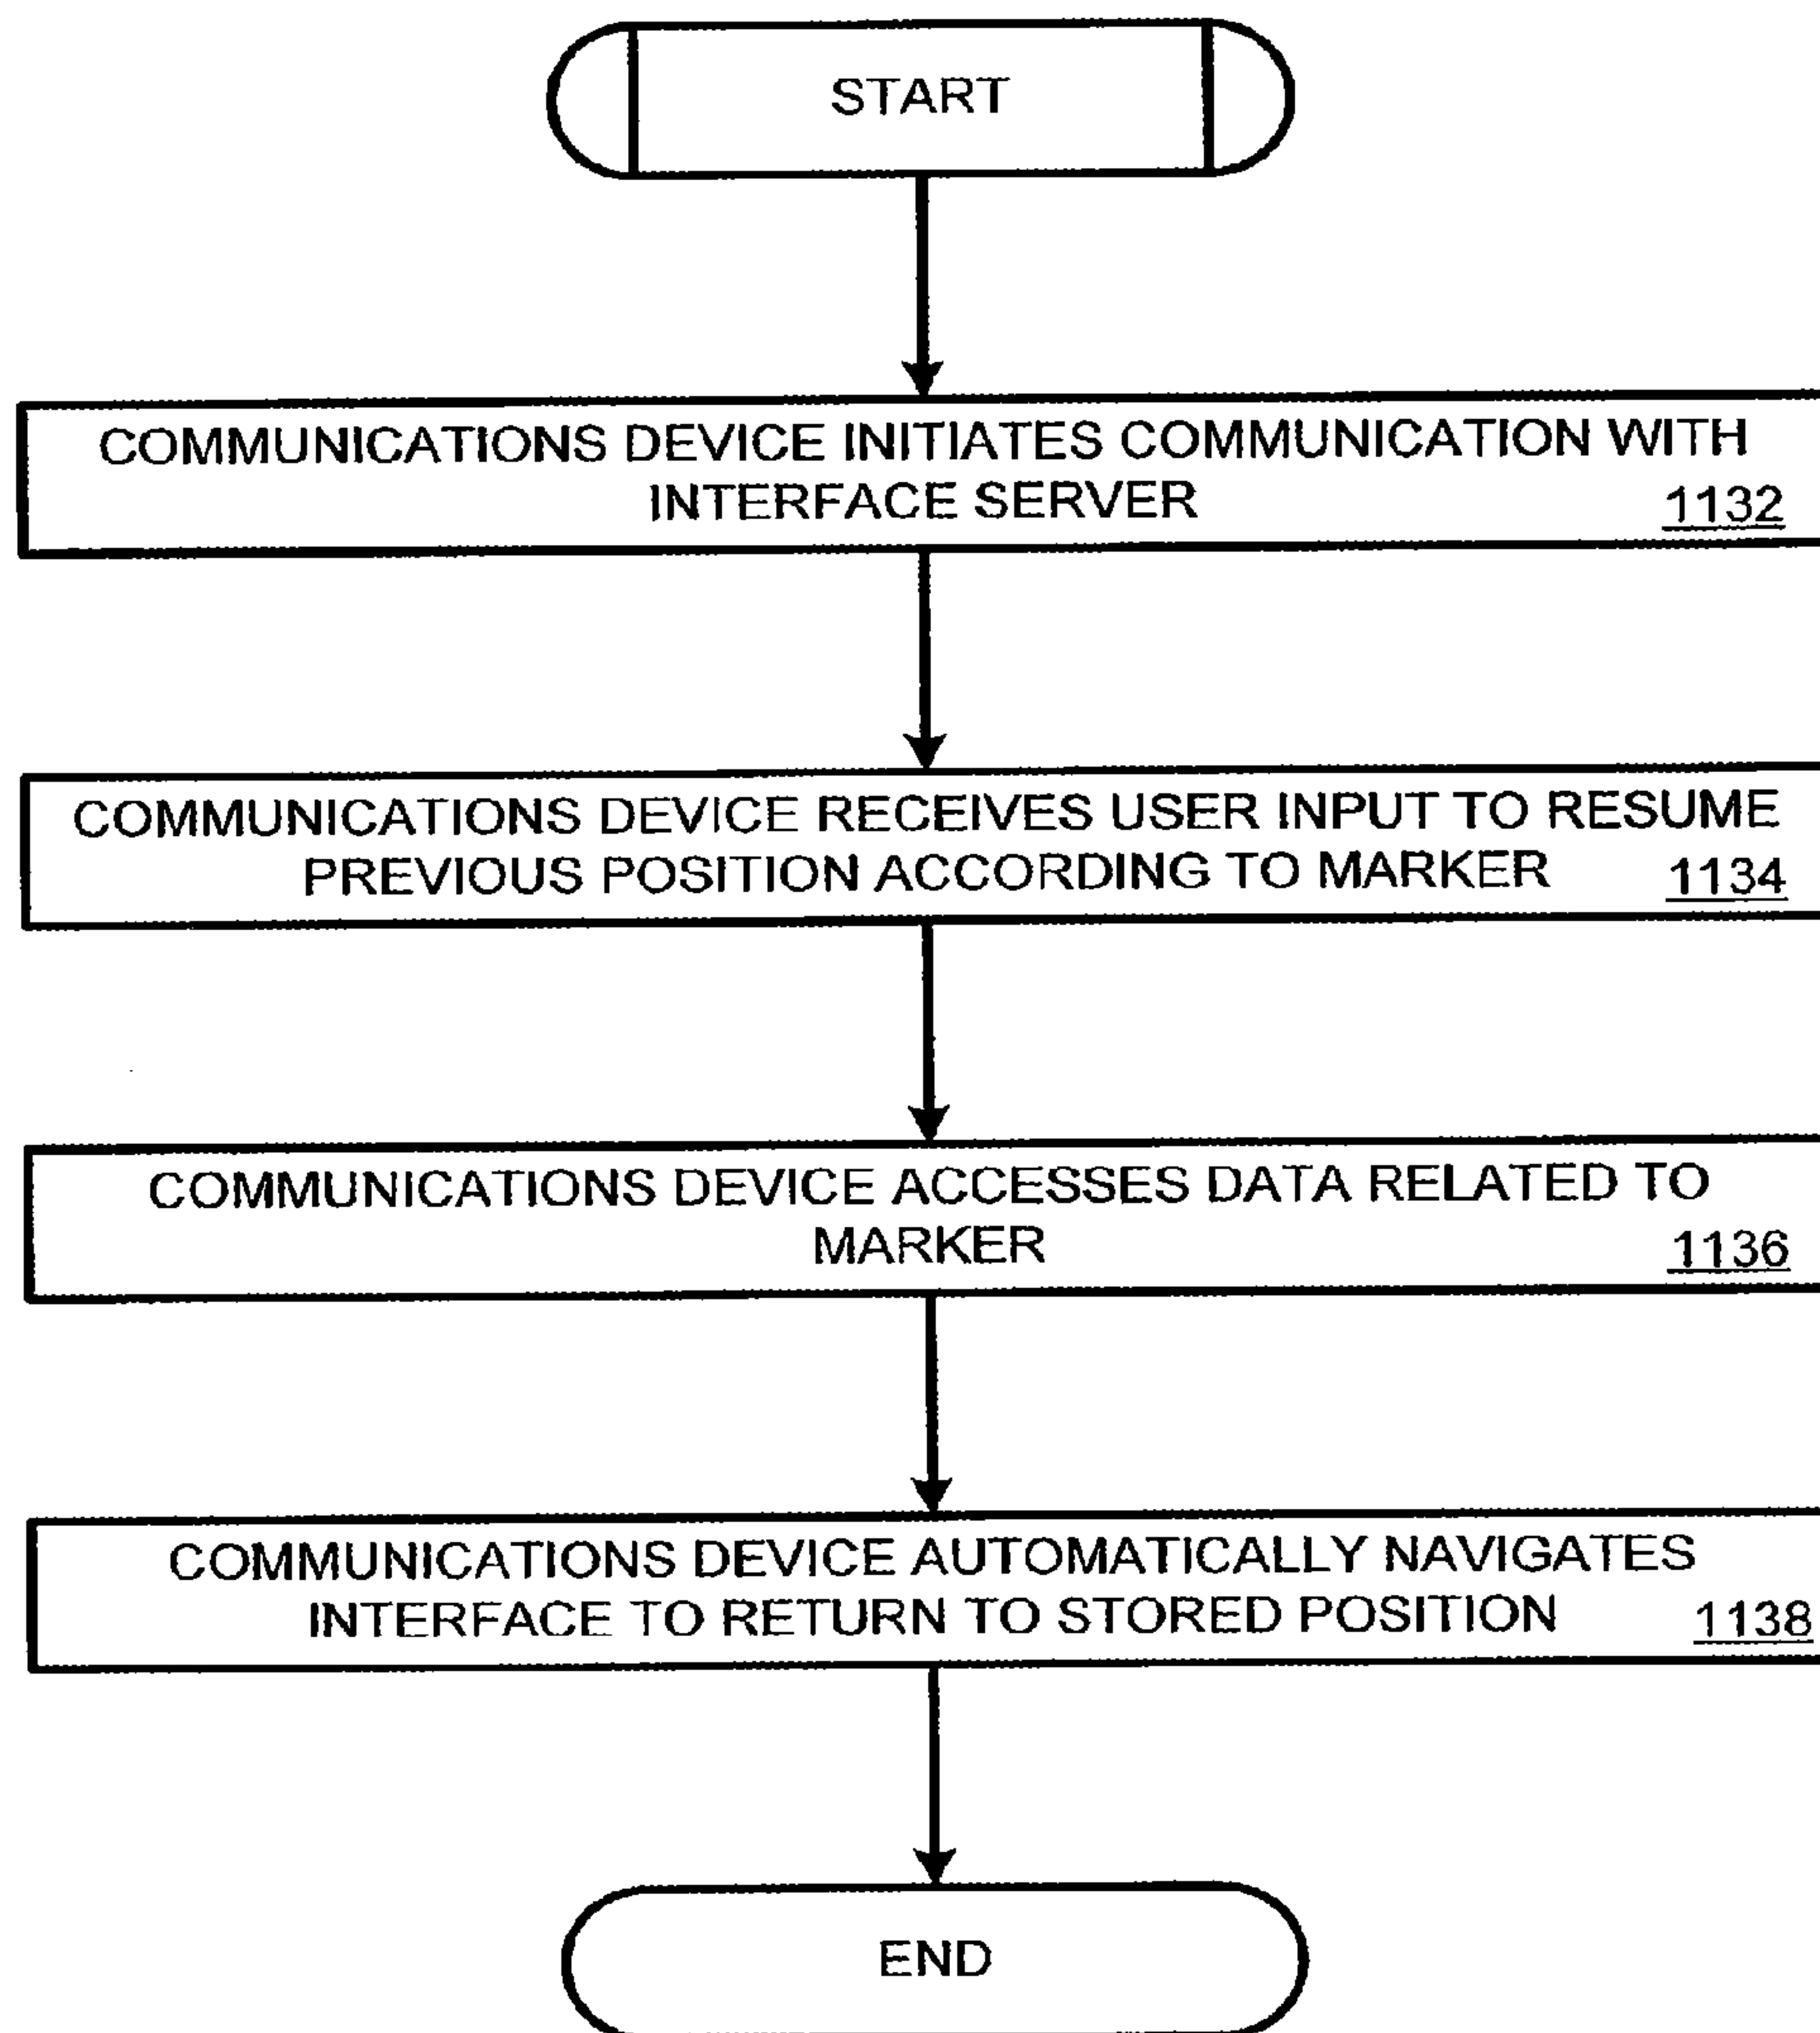 START
COMMUNICATIONS DEVICE INITIATES COMMUNICATION WITH
INTERFACE SERVER 1132
COMMUNICATIONS DEVICE RECEIVES USER INPUT TO RESUME
PREVIOUS POSITION ACCORDING TO MARKER 1134
COMMUNICATIONS DEVICE ACCESSES DATA RELATED TO
MARKER 1136
COMMUNICATIONS DEVICE AUTOMATICALLY NAVIGATES
INTERFACE TO RETURN TO STORED POSITION 1138
END